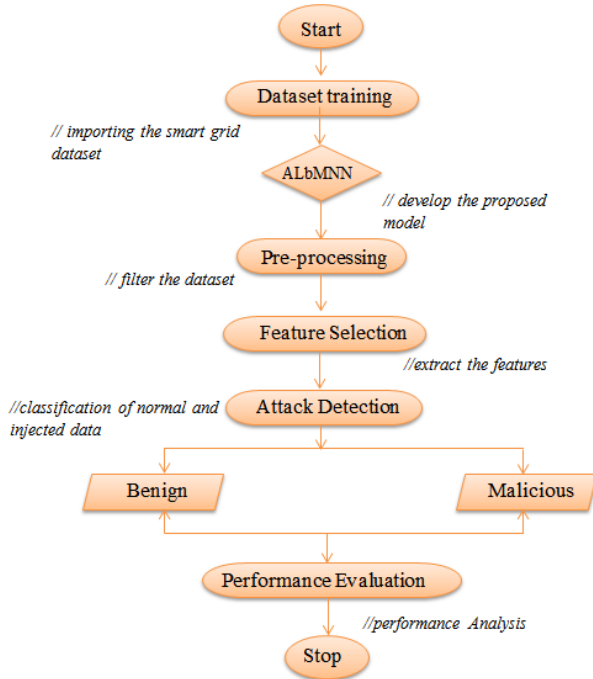 Start
Dataset training
// importing the smart grid
dataset
ALbMNN
// develop the proposed
model
Pre-processing
// filter the dataset
Feature Selection
//extract the features
//classification of normal and
injected data
Attack Detection
Benign
Malicious
Performance Evaluation
//performance Analysis
Stop